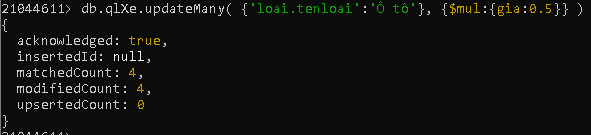 21044611> db.qlXe.updateMany( {'loai.tenloai':'Ô tô'}, {$mul:{gia:0.5}} )
{
  acknowledged: true,
  insertedId: null,
  matchedCount: 4,
  modifiedCount: 4,
  upsertedCount: 0
}
21044611>